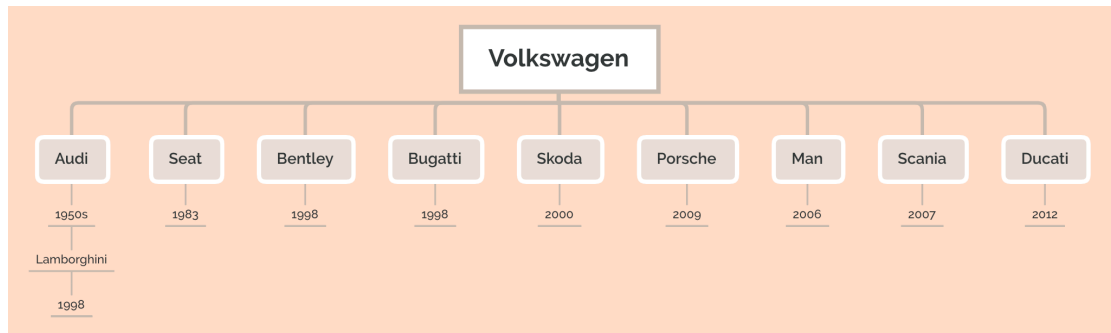 Volkswagen
Audi
Seat
Bentley
Bugatti
Skoda
Porsche
Man
Scania
Ducati
1950s
1983
1998
1998
2000
2009
2006
2007
2012
Lamborghini
1998